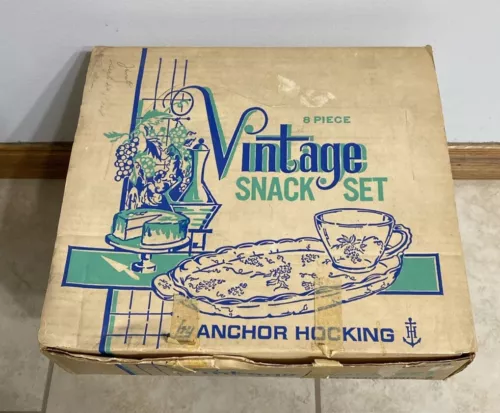 8 PIECE
Vintage
SNACK SET
by ANCHOR HOCKING